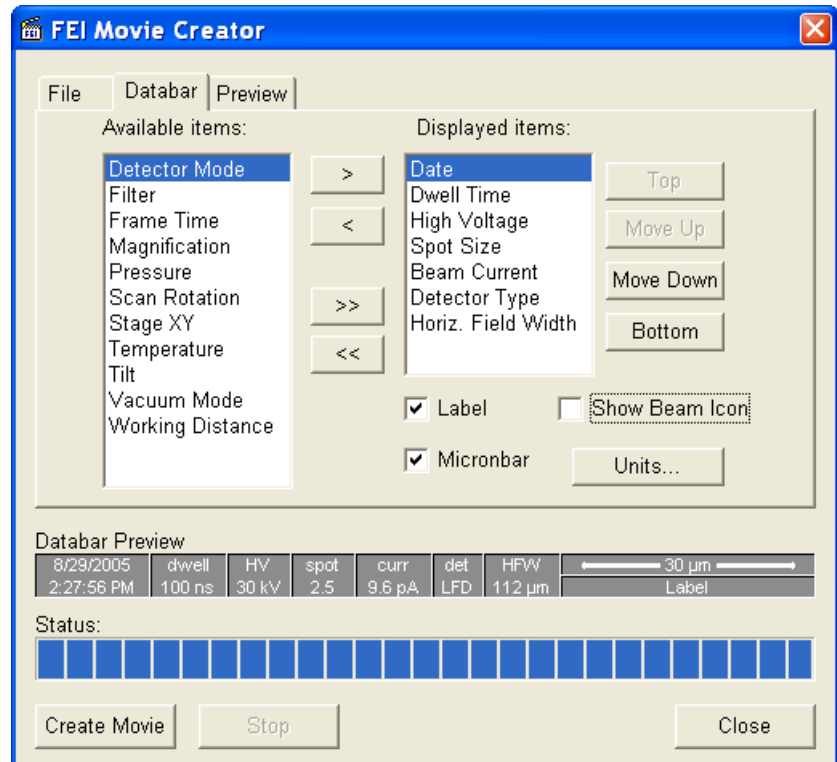 FEI Movie Creator
File Databar Preview
Available items:
Detector Mode
Filter
Frame Time
Magnification
Pressure
Scan Rotation
Stage XY
Temperature
Tilt
Vacuum Mode
Working Distance
>
<
>>
<<
Displayed items:
Date
Dwell Time
High Voltage
Spot Size
Beam Current
Detector Type
Horiz. Field Width
Top
Move Up
Move Down
Bottom
Label
Show Beam Icon
Micronbar
Units...
Databar Preview
8/29/2005 dwell HV spot curr det HFW 30 µm
2:27:56 PM 100 ns 30 kV 2.5 9.6 pA LFD 112 µm Label
Status:
Create Movie
Stop
Close